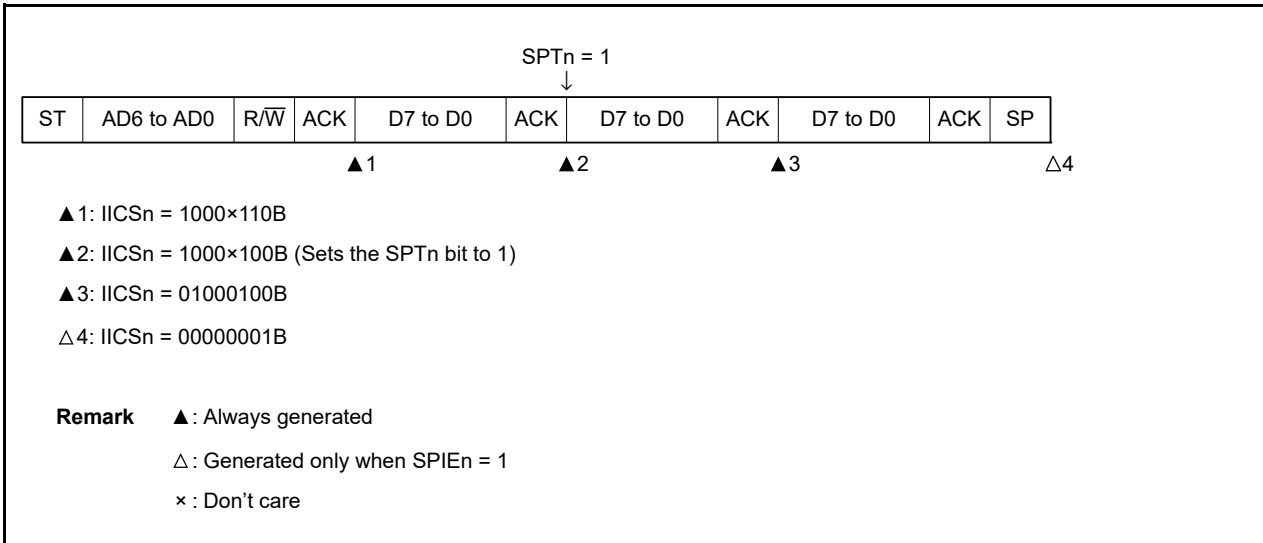 SPTn = 1
↓
ST AD6 to AD0 R/W̅ ACK D7 to D0 ACK D7 to D0 ACK D7 to D0 ACK SP
▲1 ▲2 ▲3 △4
▲1: IICSn = 1000×110B
▲2: IICSn = 1000×100B (Sets the SPTn bit to 1)
▲3: IICSn = 01000100B
△4: IICSn = 00000001B
Remark ▲: Always generated
△: Generated only when SPIEn = 1
×: Don't care